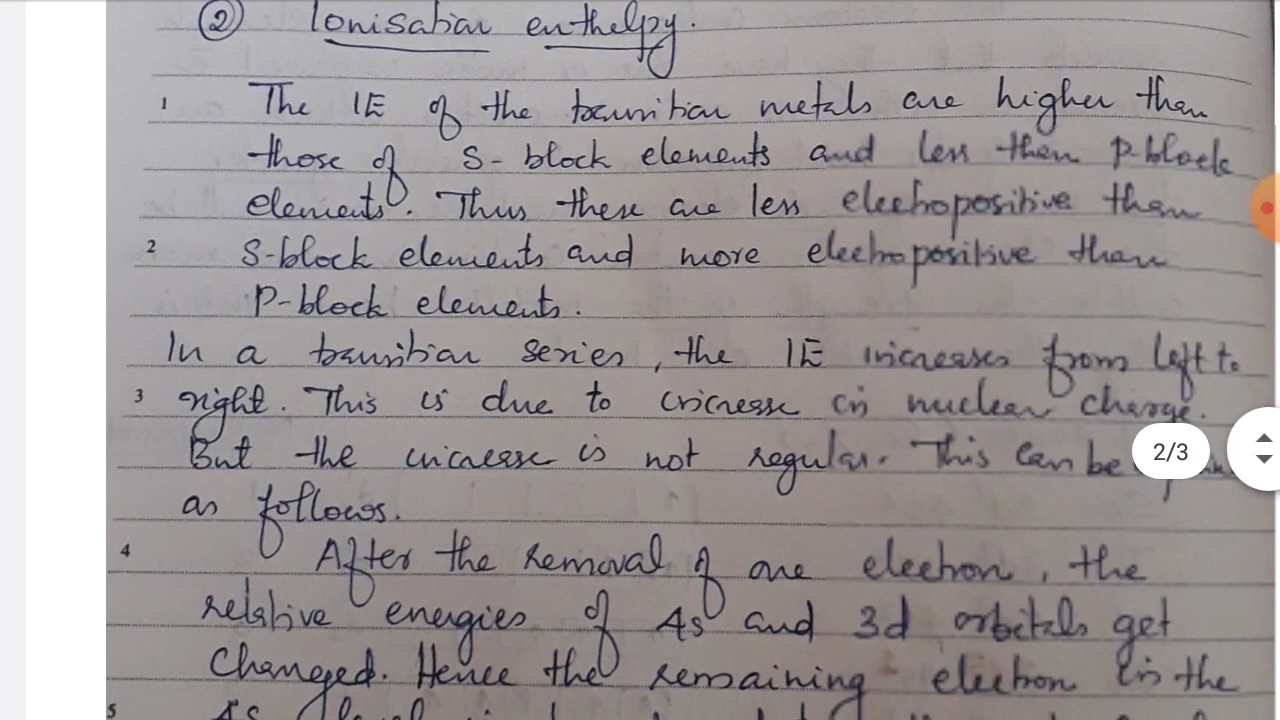 ② Ionisation enthalpy.
1 The IE of the transition metals are higher than
those of S-block elements and less than p-block
elements. Thus these are less electropositive than
2 S-block elements and more electropositive than
P-block elements.
In a transition series, the IE increases from left to
3 right. This is due to increase in nuclear charge.
But the increase is not regular. This can be
2/3
as follows.
4 After the removal of one electron, the
relative energies of 4s and 3d orbitals get
changed. Hence the remaining electron in the
5 4s level